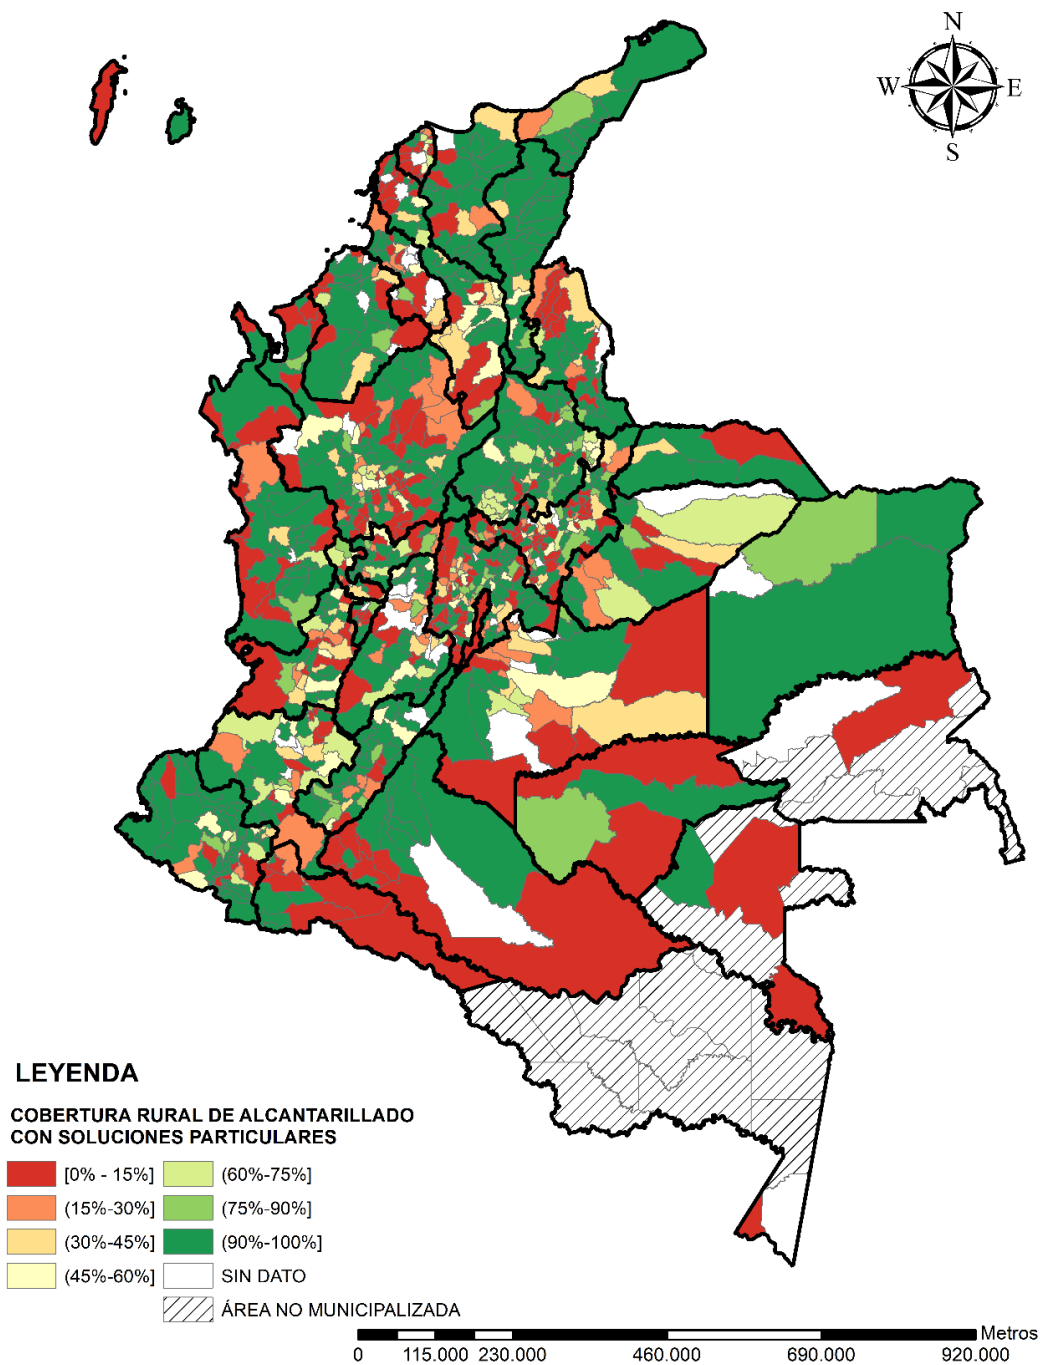 N
W
E
S
LEYENDA
COBERTURA RURAL DE ALCANTARILLADO
CON SOLUCIONES PARTICULARES
[0% - 15%]
(15%-30%]
(30%-45%]
(45%-60%]
(60%-75%]
(75%-90%]
(90%-100%]
SIN DATO
ÁREA NO MUNICIPALIZADA
Metros
0 115.000 230.000 460.000 690.000 920.000